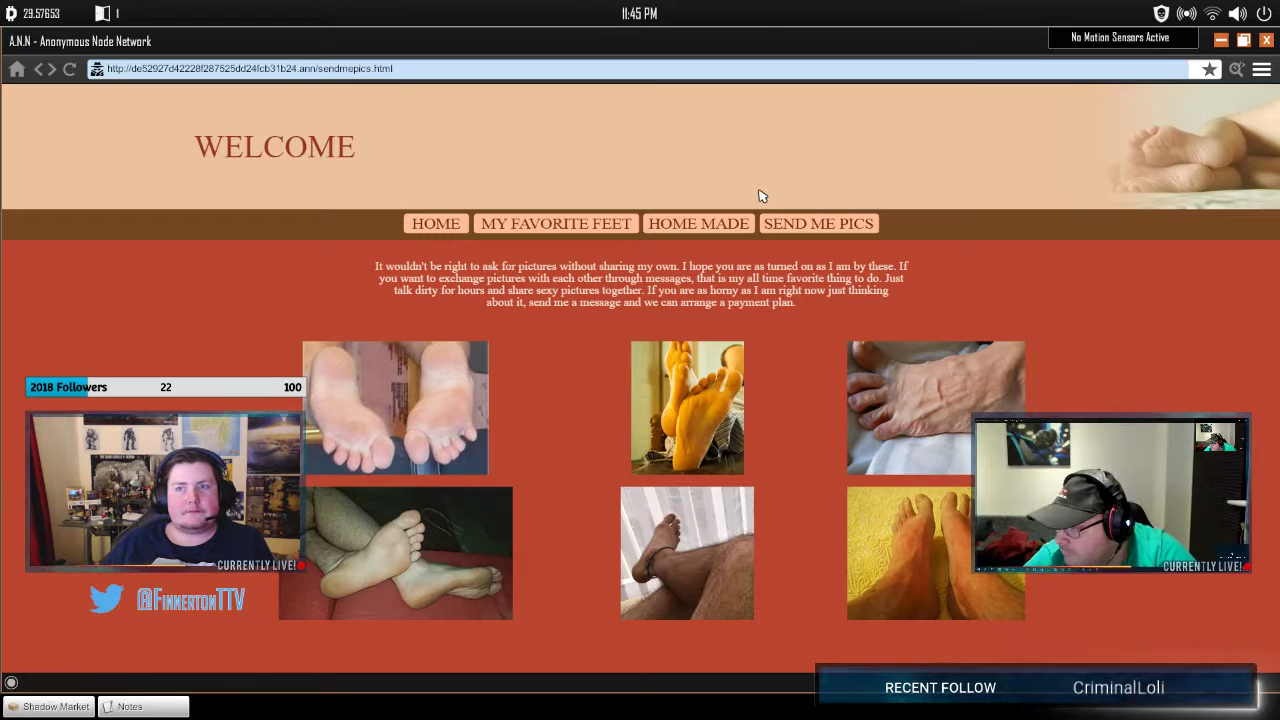 29.57653
1
11:45 PM
A.N.N - Anonymous Node Network
No Motion Sensors Active
http://de52927d42228f287525dd24fcb31b24.ann/sendmepics.html
WELCOME
HOME
MY FAVORITE FEET
HOME MADE
SEND ME PICS
It wouldn't be right to ask for pictures without sharing my own. I hope you are as turned on as I am by these. If
you want to exchange pictures with each other through messages, that is my all time favorite thing to do. Just
talk dirty for hours and share sexy pictures together. If you are as horny as I am right now just thinking
about it, send me a message and we can arrange a payment plan.
2018 Followers 22 100
CURRENTLY LIVE!
CURRENTLY LIVE!
@FinnertonTTV
RECENT FOLLOW CriminalLoli
Shadow Market
Notes